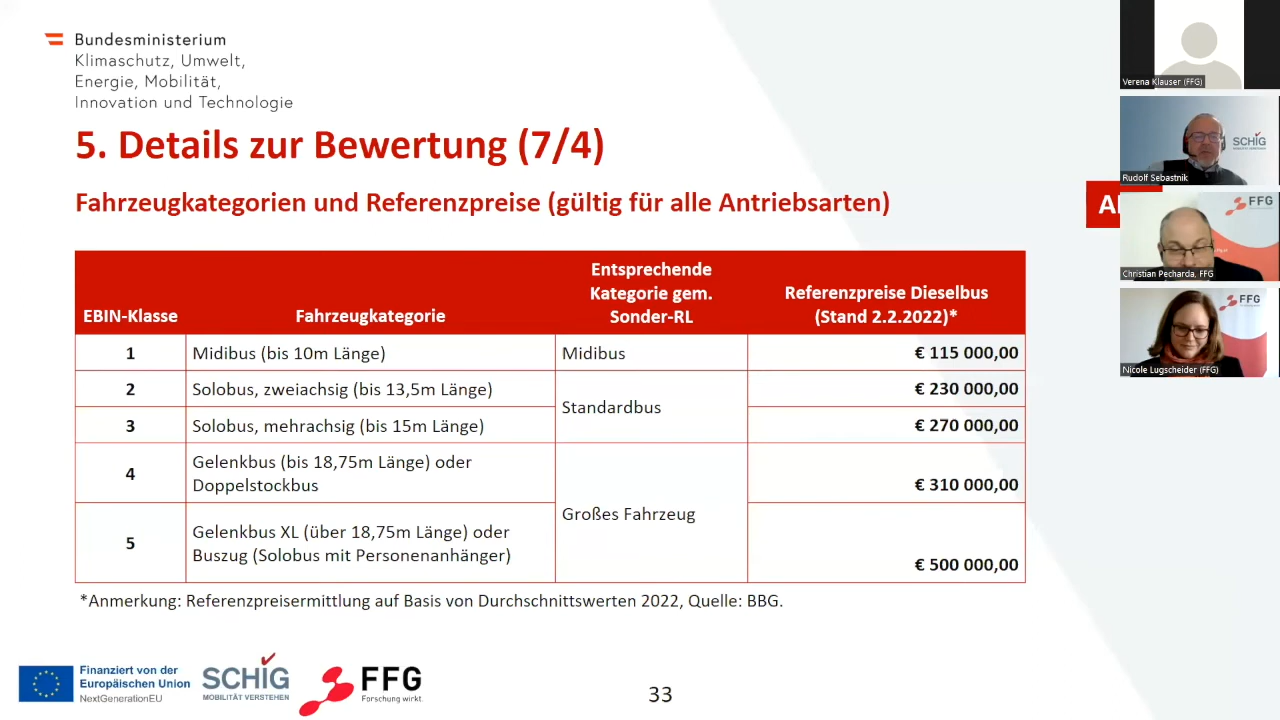 Bundesministerium
Klimaschutz, Umwelt,
Energie, Mobilität,
Innovation und Technologie
5. Details zur Bewertung (7/4)
Fahrzeugkategorien und Referenzpreise (gültig für alle Antriebsarten)
EBIN-Klasse
Fahrzeugkategorie
Entsprechende
Kategorie gem.
Sonder-RL
Referenzpreise Dieselbus
(Stand 2.2.2022)*
1
Midibus (bis 10m Länge)
Midibus
€ 115 000,00
2
Solobus, zweiachsig (bis 13,5m Länge)
Standardbus
€ 230 000,00
3
Solobus, mehrachsig (bis 15m Länge)
€ 270 000,00
4
Gelenkbus (bis 18,75m Länge) oder
Doppelstockbus
Großes Fahrzeug
€ 310 000,00
5
Gelenkbus XL (über 18,75m Länge) oder
Buszug (Solobus mit Personenanhänger)
€ 500 000,00
*Anmerkung: Referenzpreisermittlung auf Basis von Durchschnittswerten 2022, Quelle: BBG.
Finanziert von der
Europäischen Union
NextGenerationEU
SCHIG
MOBILITÄT VERSTEHEN
FFG
Forschung wirkt.
33
Verena Klauser (FFG)
SCHIG
Rudolf Sebastnik
FFG
Christian Pecharda, FFG
FFG
Nicole Lugscheider (FFG)